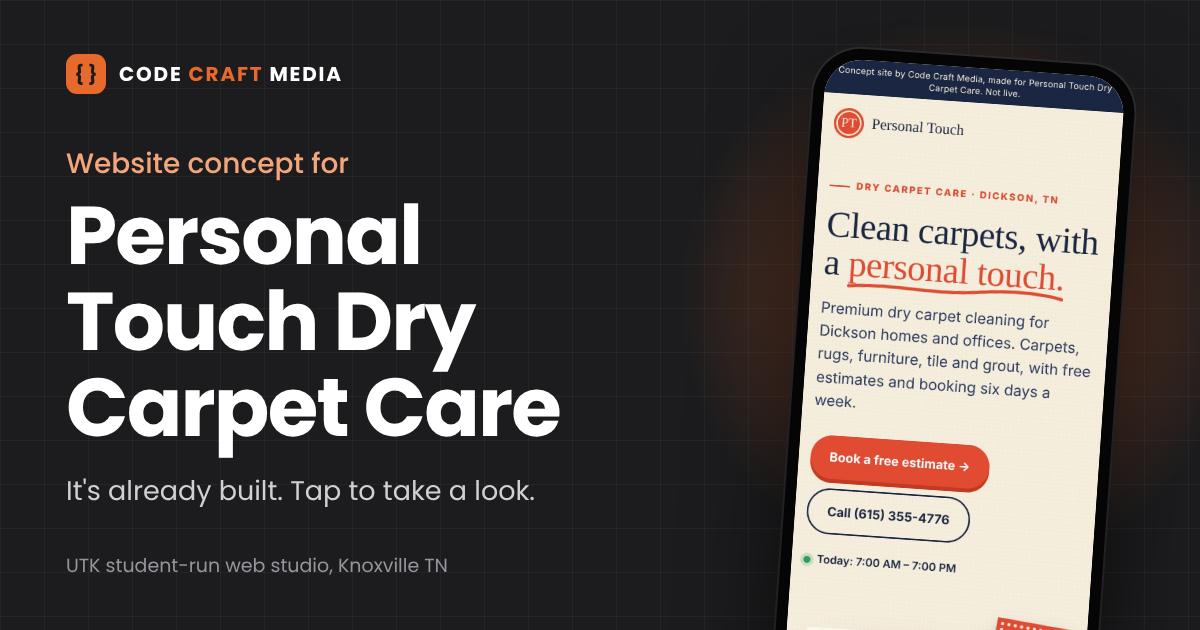 { } CODE CRAFT MEDIA
Website concept for
Personal
Touch Dry
Carpet Care
It's already built. Tap to take a look.
UTK student-run web studio, Knoxville TN
Concept site by Code Craft Media, made for Personal Touch Dry
Carpet Care. Not live.
PT Personal Touch
DRY CARPET CARE · DICKSON, TN
Clean carpets, with
a personal touch.
Premium dry carpet cleaning for
Dickson homes and offices. Carpets,
rugs, furniture, tile and grout, with free
estimates and booking six days a
week.
Book a free estimate →
Call (615) 355-4776
Today: 7:00 AM – 7:00 PM